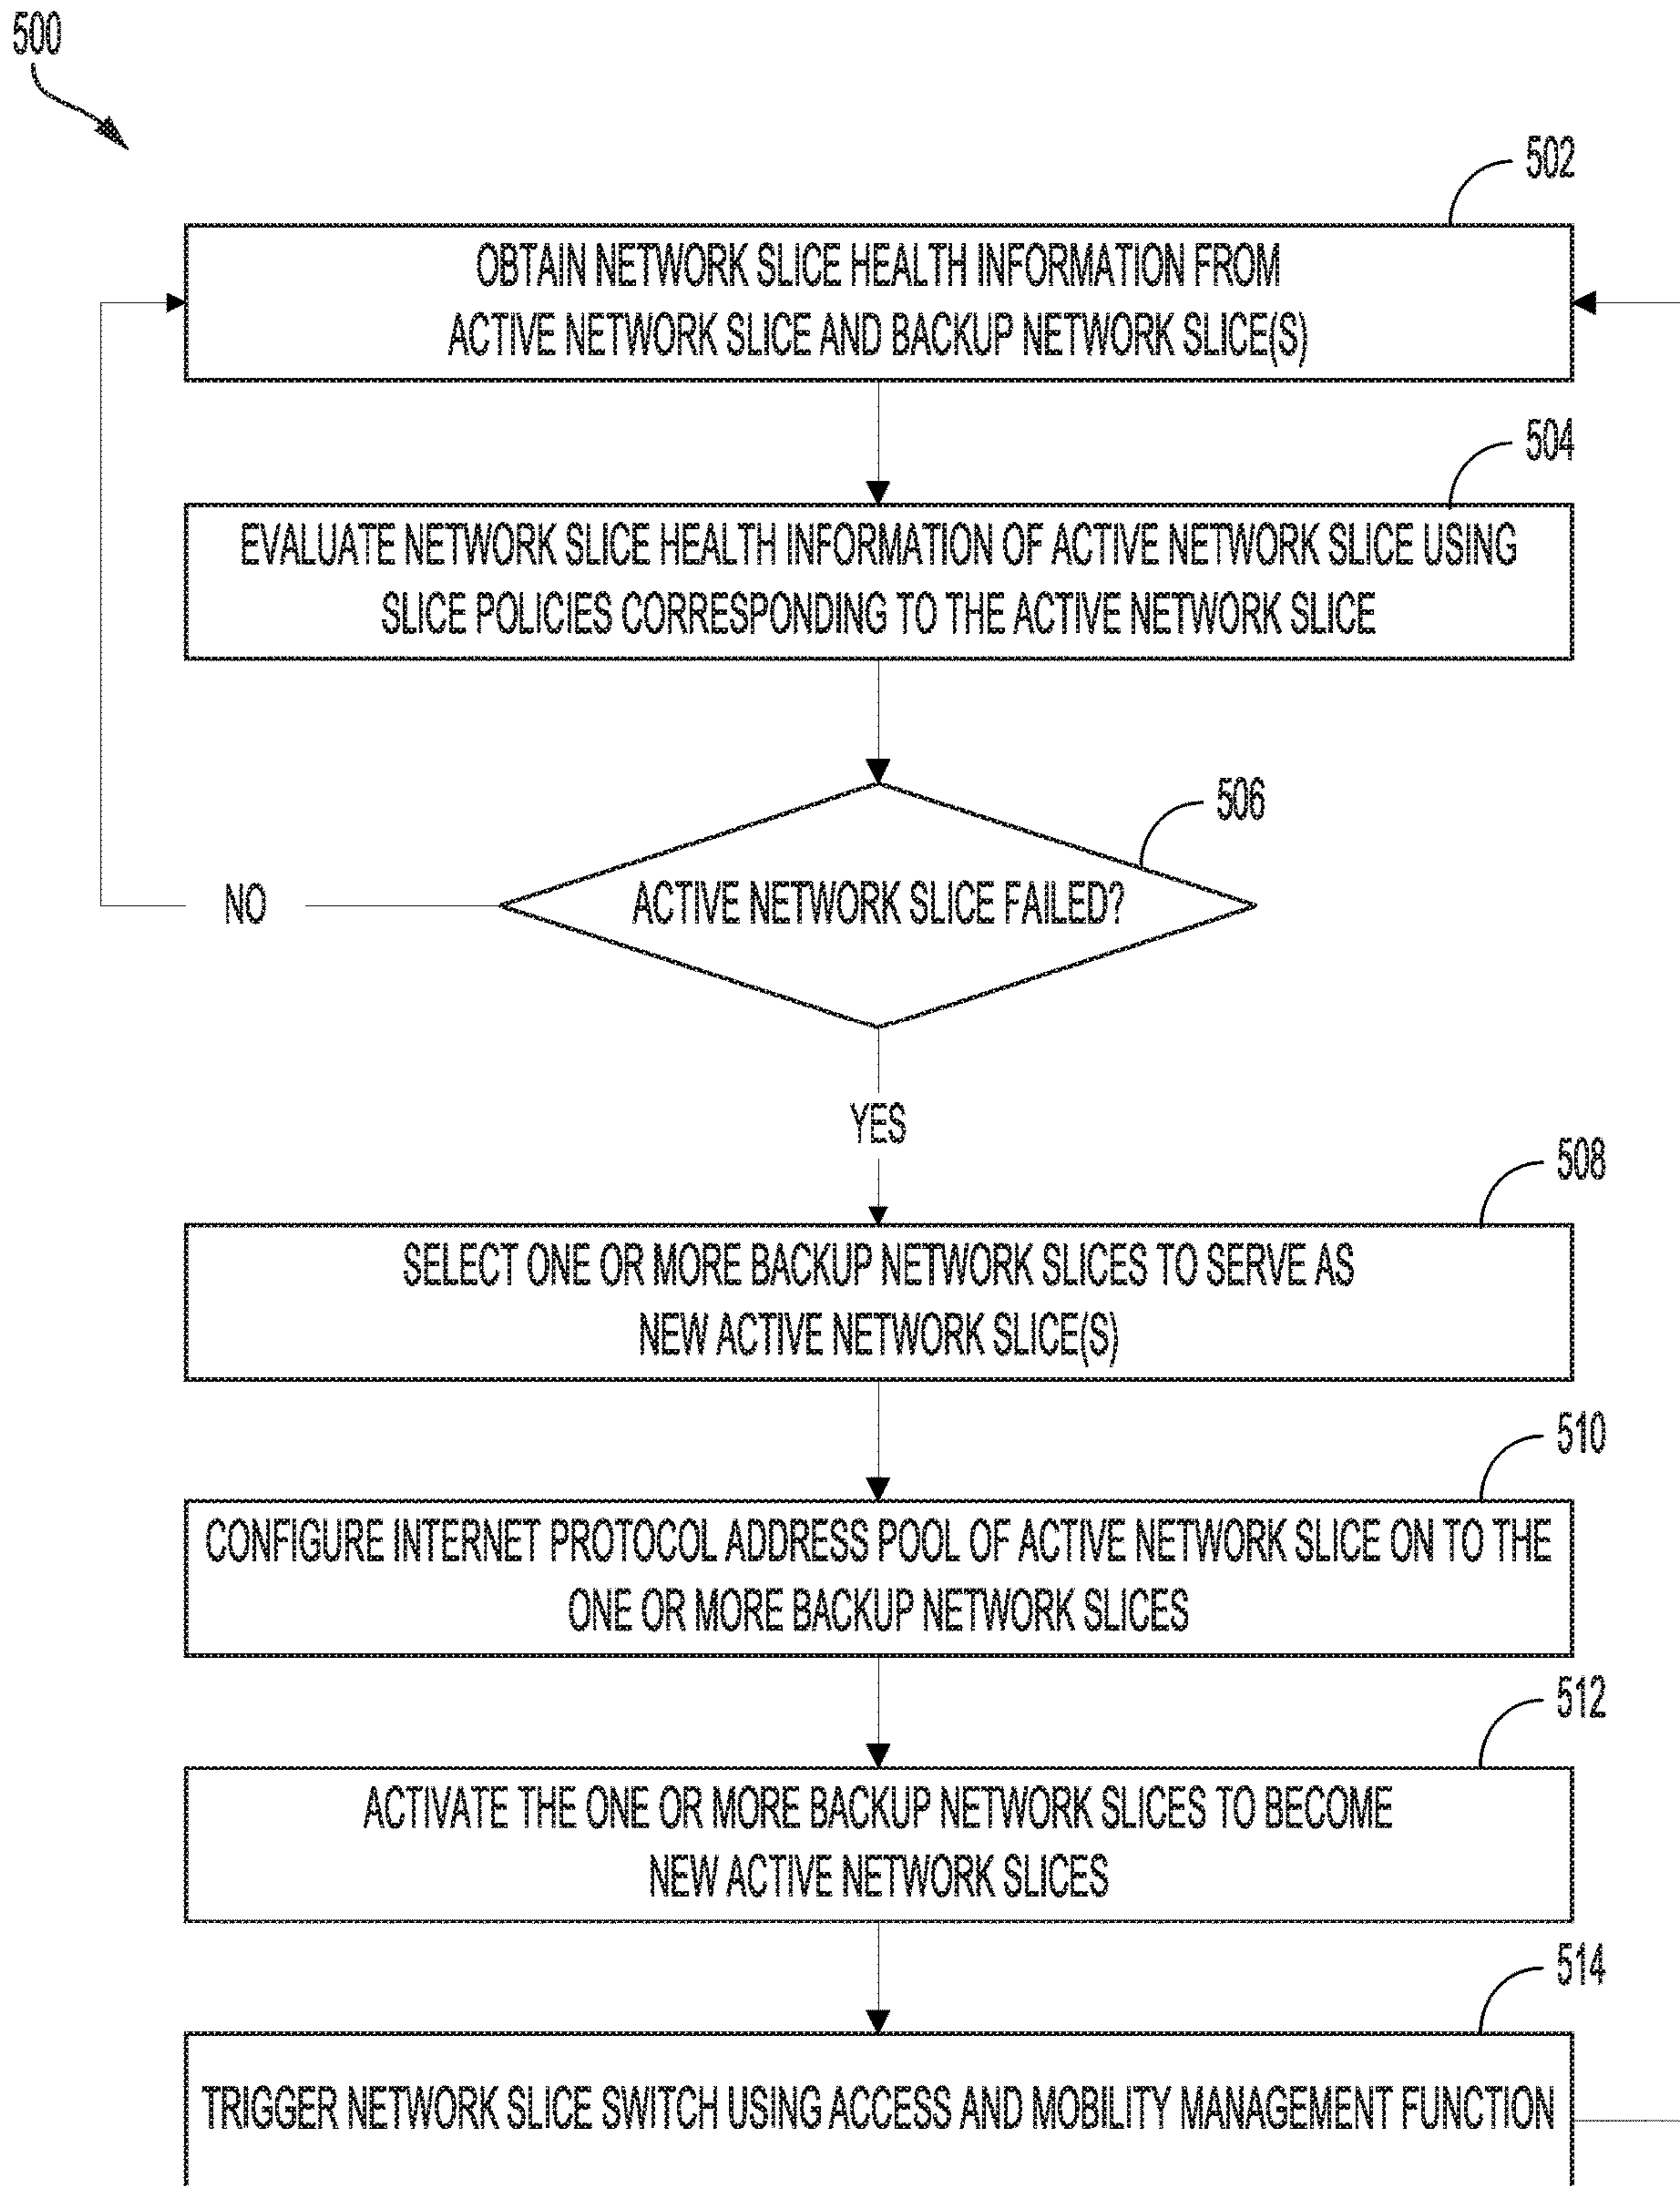 500
502
OBTAIN NETWORK SLICE HEALTH INFORMATION FROM
ACTIVE NETWORK SLICE AND BACKUP NETWORK SLICE(S)
504
EVALUATE NETWORK SLICE HEALTH INFORMATION OF ACTIVE NETWORK SLICE USING
SLICE POLICIES CORRESPONDING TO THE ACTIVE NETWORK SLICE
506
ACTIVE NETWORK SLICE FAILED?
NO
YES
508
SELECT ONE OR MORE BACKUP NETWORK SLICES TO SERVE AS
NEW ACTIVE NETWORK SLICE(S)
510
CONFIGURE INTERNET PROTOCOL ADDRESS POOL OF ACTIVE NETWORK SLICE ON TO THE
ONE OR MORE BACKUP NETWORK SLICES
512
ACTIVATE THE ONE OR MORE BACKUP NETWORK SLICES TO BECOME
NEW ACTIVE NETWORK SLICES
514
TRIGGER NETWORK SLICE SWITCH USING ACCESS AND MOBILITY MANAGEMENT FUNCTION